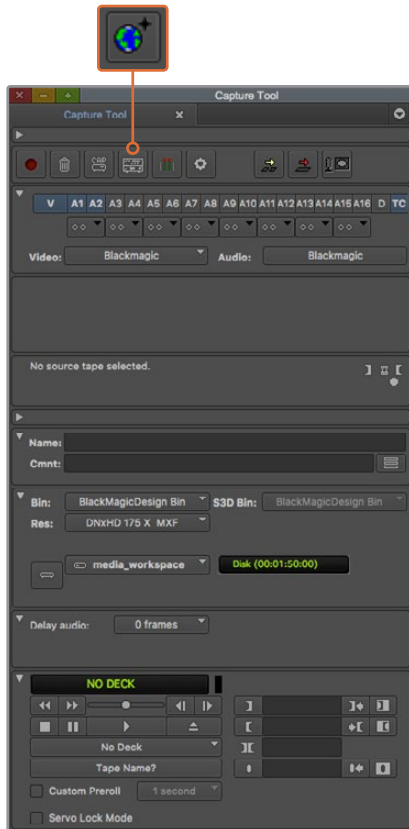 Capture Tool
Capture Tool
V A1 A2 A3 A4 A5 A6 A7 A8 A9 A10 A11 A12 A13 A14 A15 A16 D TC
Video: Blackmagic Audio: Blackmagic
No source tape selected.
Name:
Cmnt:
Bin: BlackMagicDesign Bin S3D Bin: BlackMagicDesign Bin
Res: DNxHD 175 X MXF
media_workspace Disk (00:01:50:00)
Delay audio: 0 frames
NO DECK
No Deck
Tape Name?
Custom Preroll 1 second
Servo Lock Mode